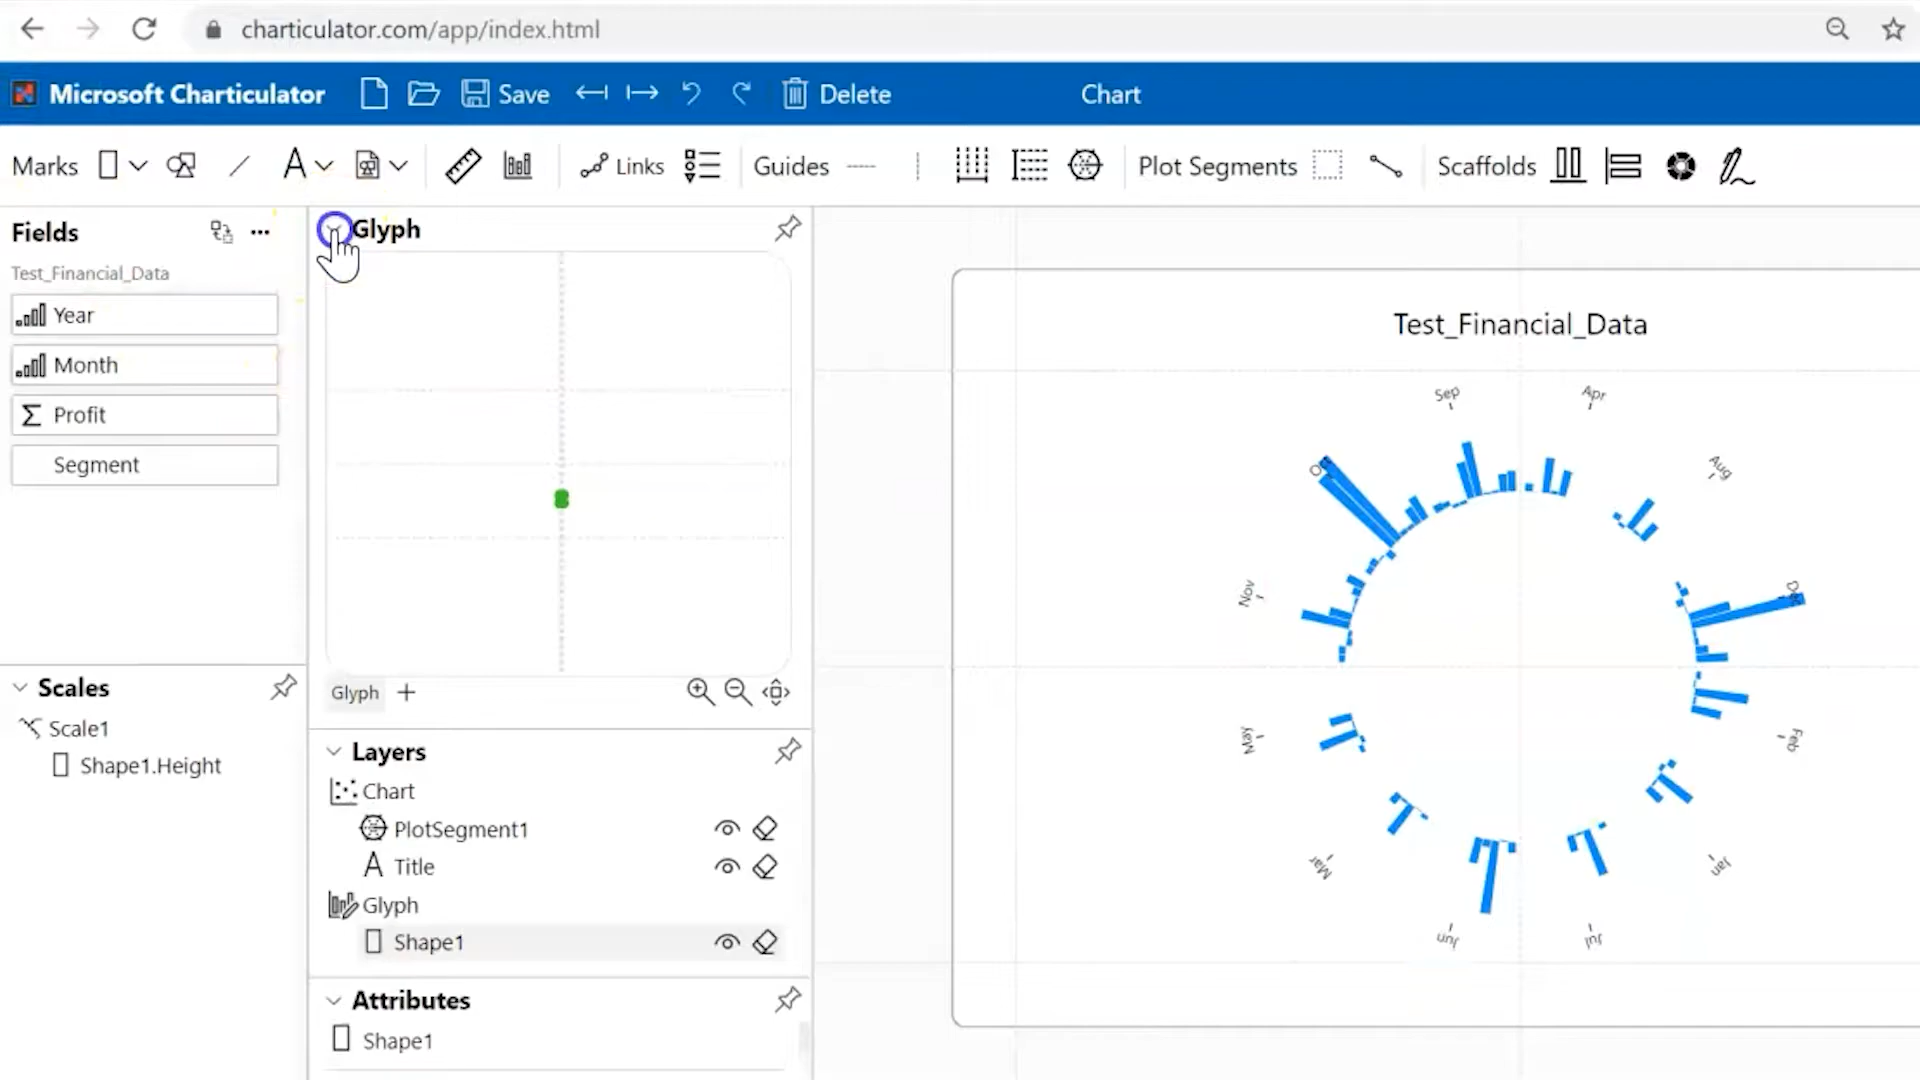 charticulator.com/app/index.html
Microsoft Charticulator Save Delete Chart
Marks A Links Guides Plot Segments Scaffolds
Fields
Test_Financial_Data
Year
Month
Profit
Segment
Scales
Scale1
Shape1.Height
Glyph
Glyph
Layers
Chart
PlotSegment1
Title
Glyph
Shape1
Attributes
Shape1
Test_Financial_Data
Sep
Apr
Aug
Nov
Dec
May
Feb
Mar
Jan
Jun
Jul